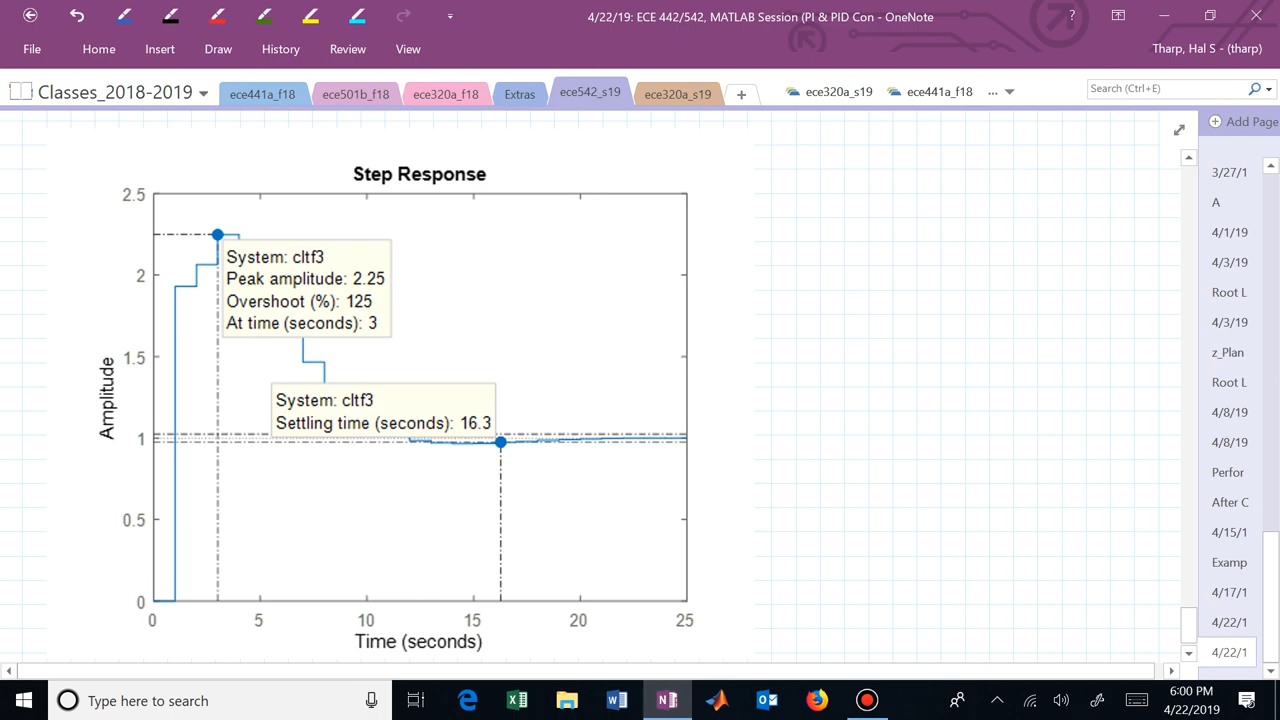 4/22/19: ECE 442/542, MATLAB Session (PI & PID Con - OneNote
?
File Home Insert Draw History Review View
Tharp, Hal S - (tharp)
Classes_2018-2019
ece441a_f18
ece501b_f18
ece320a_f18
Extras
ece542_s19
ece320a_s19
+
ece320a_s19
ece441a_f18
...
Search (Ctrl+E)
Add Page
3/27/1
A
4/1/19
4/3/19
Root L
4/3/19
z_Plan
Root L
4/8/19
4/8/19
Perfor
After C
4/15/1
Examp
4/17/1
4/22/1
4/22/1
Step Response
2.5
2
1.5
1
0.5
0
Amplitude
System: cltf3
Peak amplitude: 2.25
Overshoot (%): 125
At time (seconds): 3
System: cltf3
Settling time (seconds): 16.3
0 5 10 15 20 25
Time (seconds)
Type here to search
6:00 PM
4/22/2019